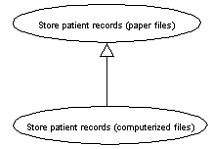 Store patient records (paper files)
Store patient records (computerized files)